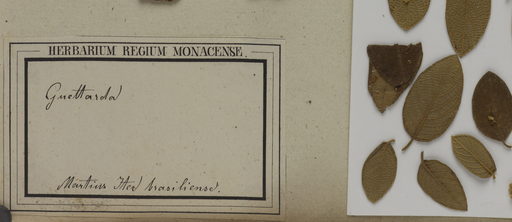 HERBARIUM REGIUM MONACENSE.
Guettarda
Martius Iter brasiliense.